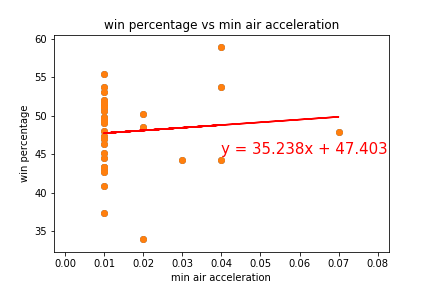 win percentage vs min air acceleration
60
55
50
45
40
35
win percentage
y = 35.238x + 47.403
0.00 0.01 0.02 0.03 0.04 0.05 0.06 0.07 0.08
min air acceleration